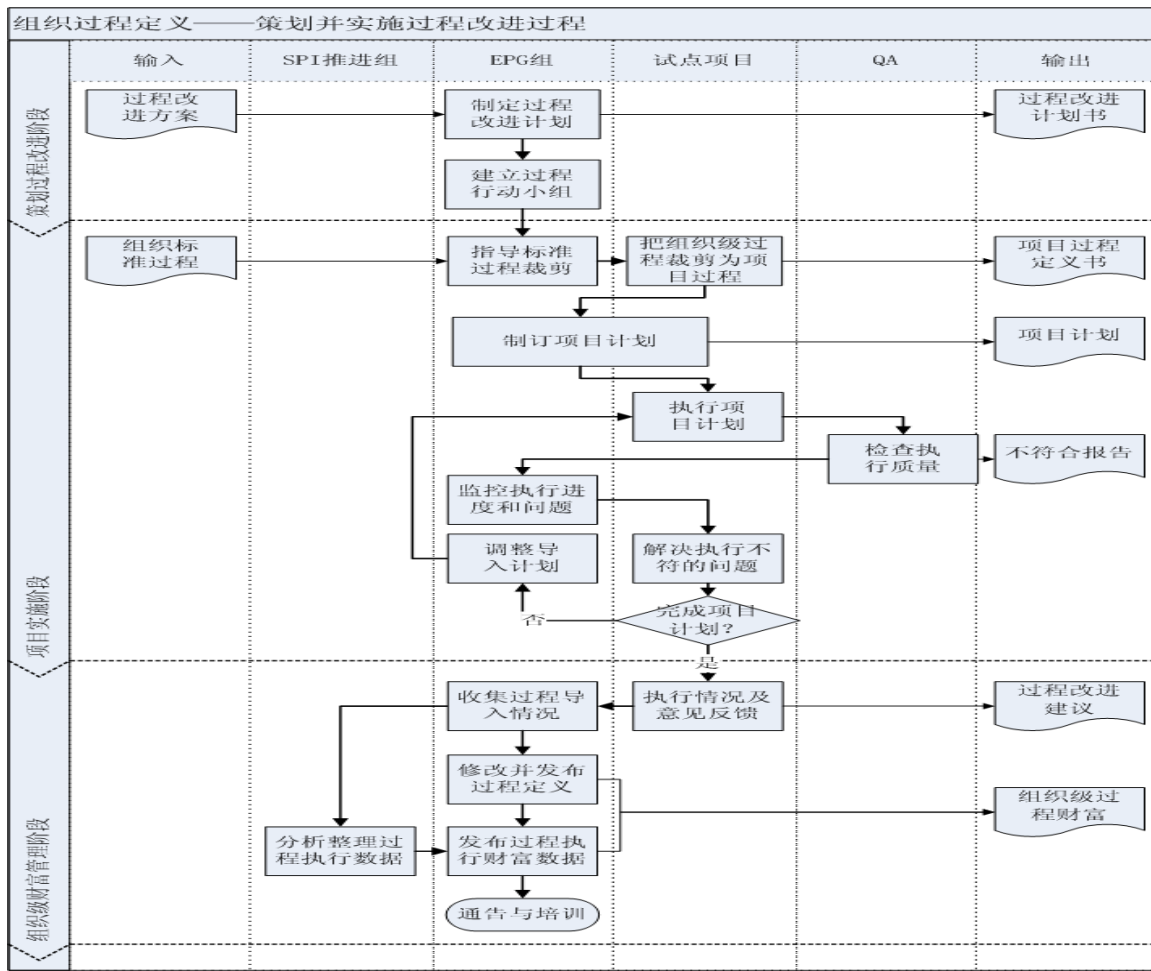 组织过程定义——策划并实施过程改进过程
输入
SPI推进组
EPG组
试点项目
QA
输出
策划过程改进阶段
过程改
进方案
制定过程
改进计划
过程改进
计划书
建立过程
行动小组
项目实施阶段
组织标
准过程
指导标准
过程裁剪
把组织级过
程裁剪为项
目过程
项目过程
定义书
制订项目计划
项目计划
执行项
目计划
检查执
行质量
不符合报告
监控执行进
度和问题
调整导
入计划
解决执行不
符的问题
完成项目
计划?
否
是
组织级财富管理阶段
收集过程导
入情况
执行情况及
意见反馈
过程改进
建议
修改并发布
过程定义
组织级过
程财富
分析整理过
程执行数据
发布过程执
行财富数据
通告与培训